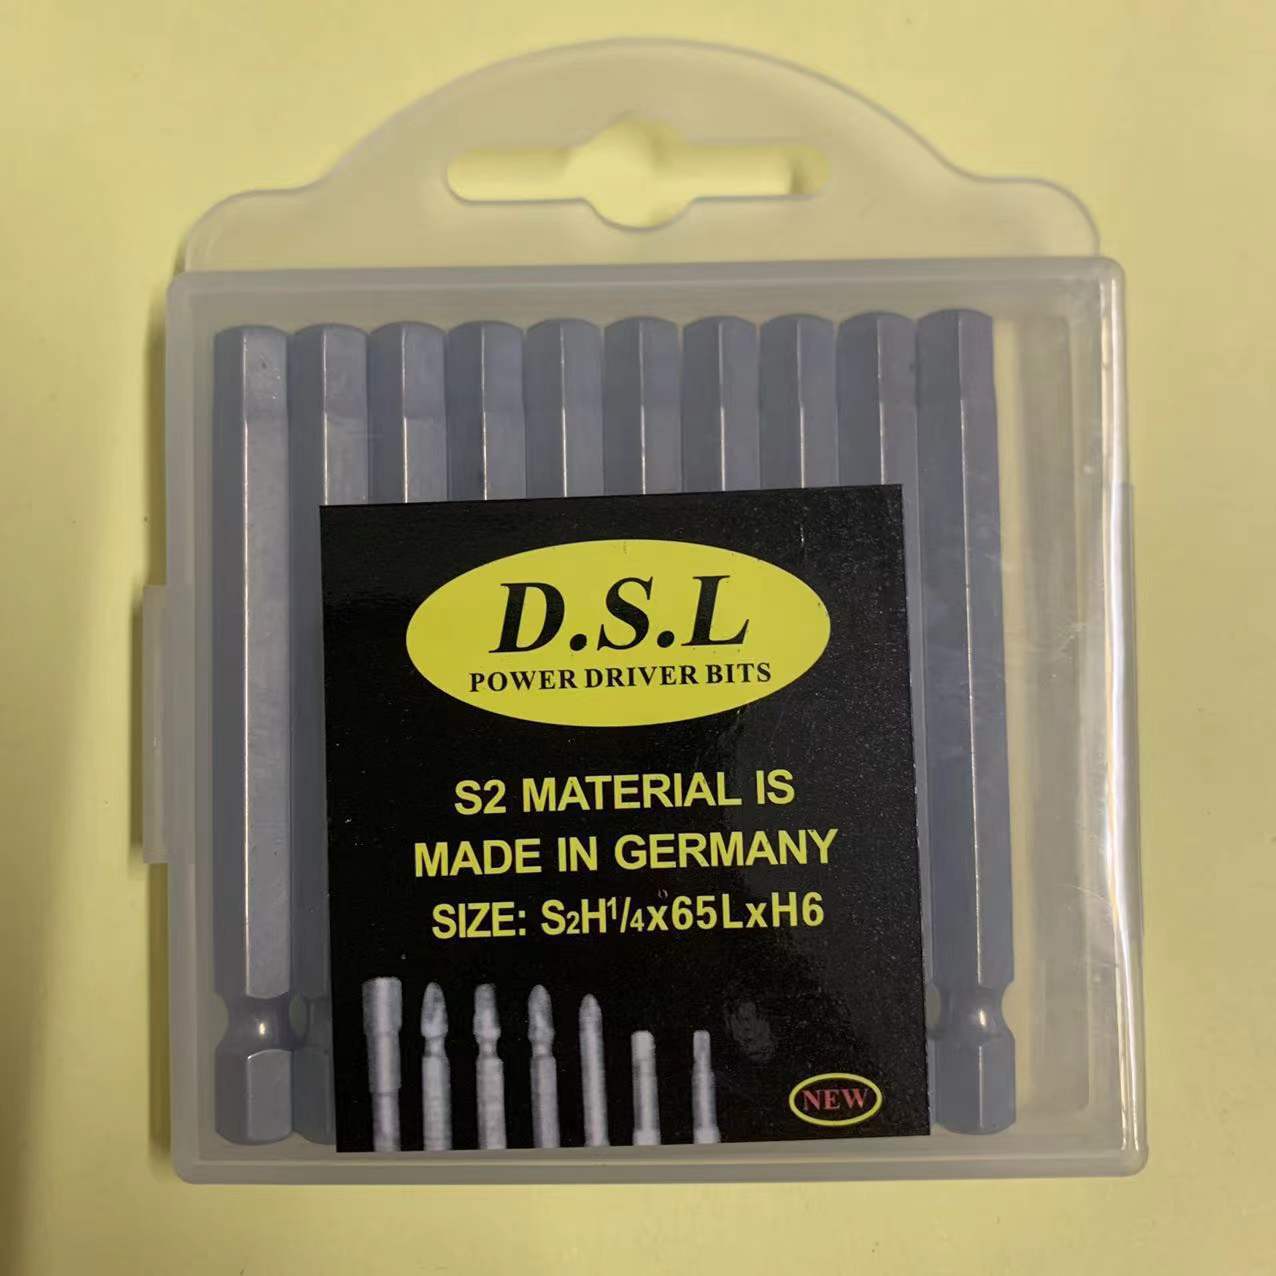 D.S.L
POWER DRIVER BITS
S2 MATERIAL IS
MADE IN GERMANY
SIZE: S2H1/4x65LxH6
NEW